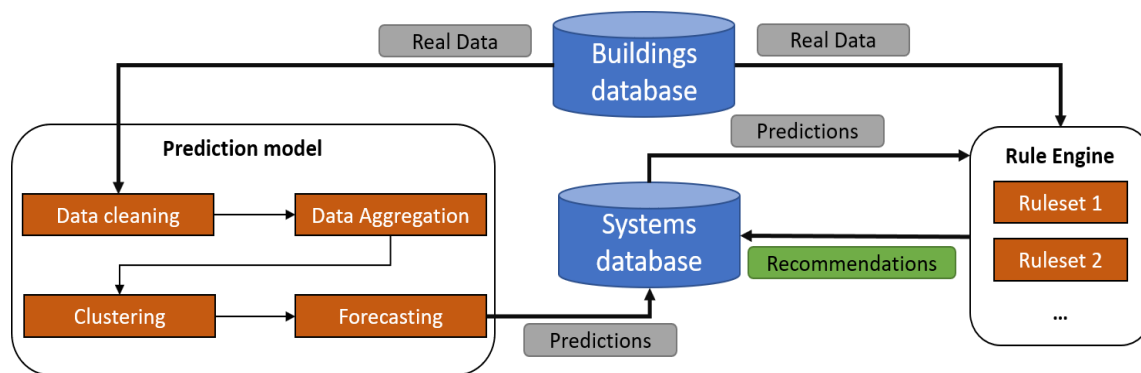 Real Data
Buildings
database
Real Data
Prediction model
Data cleaning
Data Aggregation
Clustering
Forecasting
Predictions
Systems
database
Predictions
Recommendations
Rule Engine
Ruleset 1
Ruleset 2
...